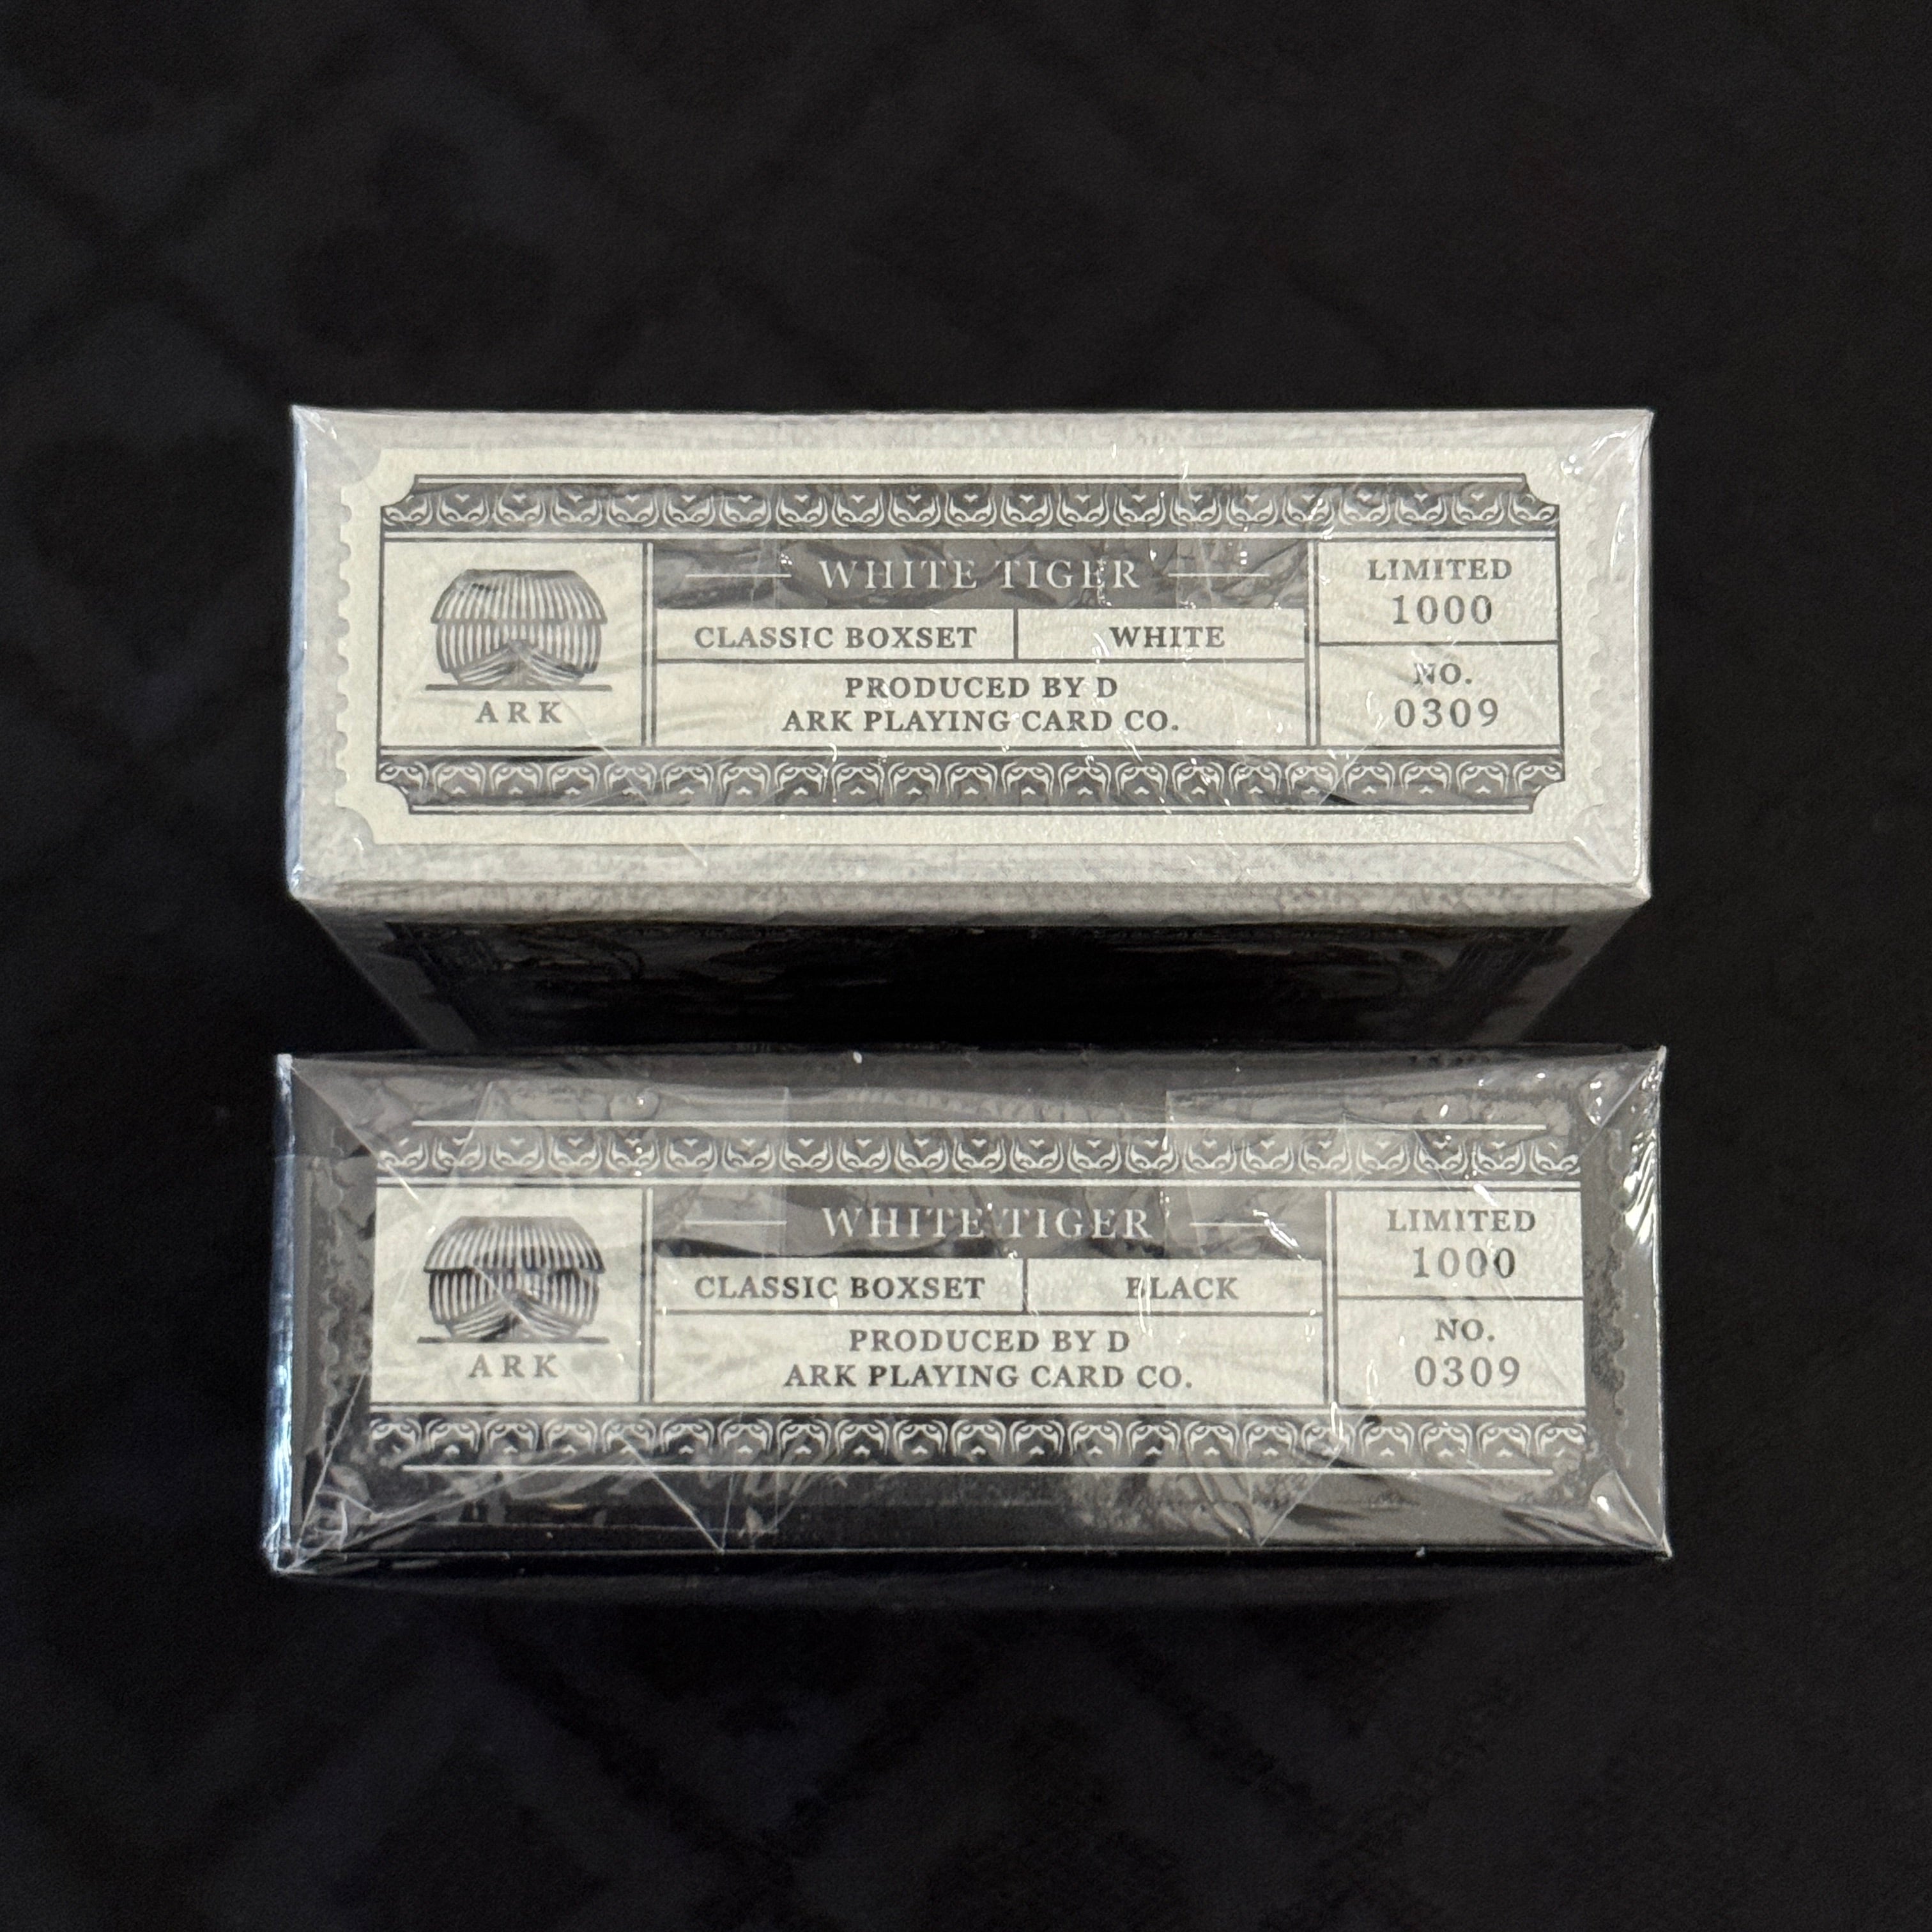 WHITE TIGER
CLASSIC BOXSET
WHITE
PRODUCED BY D
ARK PLAYING CARD CO.
ARK
LIMITED
1000
NO.
0309
WHITE TIGER
CLASSIC BOXSET
BLACK
PRODUCED BY D
ARK PLAYING CARD CO.
ARK
LIMITED
1000
NO.
0309